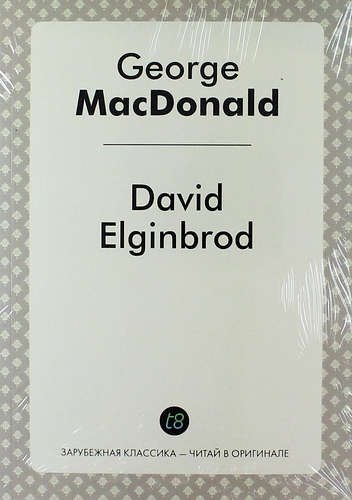 George
MacDonald
David
Elginbrod
t8
ЗАРУБЕЖНАЯ КЛАССИКА — ЧИТАЙ В ОРИГИНАЛЕ